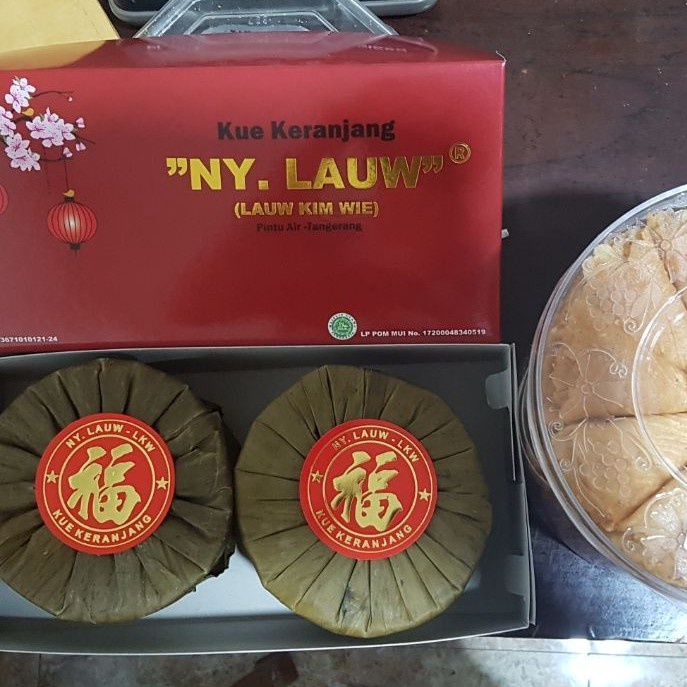 Kue Keranjang
"NY. LAUW"®
(LAUW KIM WIE)
Pintu Air -Tangerang
3671010121-24
LP POM MUI No. 17200048340519
NY. LAUW - LKW
福
KUE KERANJANG
NY. LAUW - LKW
福
KUE KERANJANG